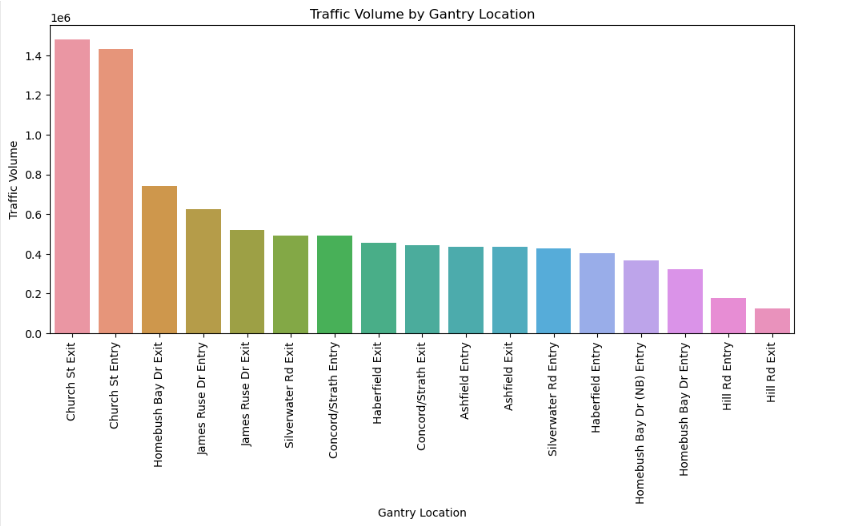 Traffic Volume by Gantry Location
1e6
1.4
1.2
1.0
0.8
0.6
0.4
0.2
0.0
Traffic Volume
Church St Exit
Church St Entry
Homebush Bay Dr Exit
James Ruse Dr Entry
James Ruse Dr Exit
Silverwater Rd Exit
Concord/Strath Entry
Haberfield Exit
Concord/Strath Exit
Ashfield Entry
Ashfield Exit
Silverwater Rd Entry
Haberfield Entry
Homebush Bay Dr (NB) Entry
Homebush Bay Dr Entry
Hill Rd Entry
Hill Rd Exit
Gantry Location